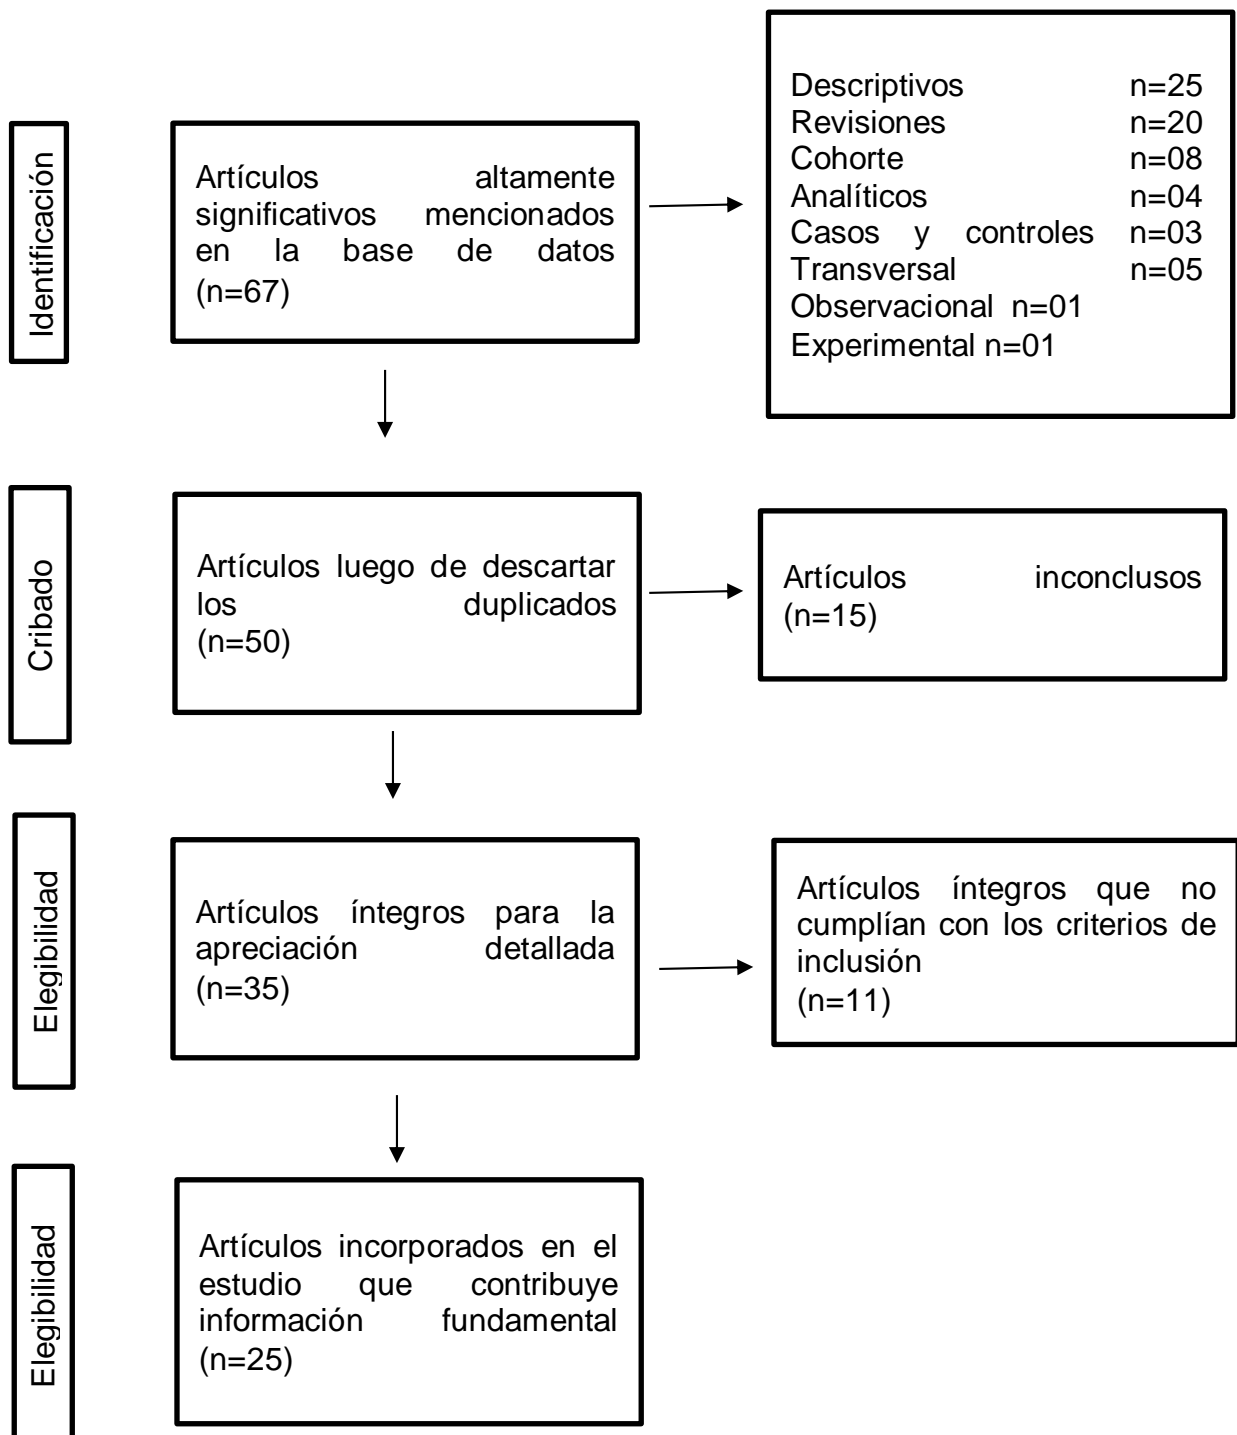 Identificación
Artículos altamente
significativos mencionados
en la base de datos
(n=67)
Descriptivos n=25
Revisiones n=20
Cohorte n=08
Analíticos n=04
Casos y controles n=03
Transversal n=05
Observacional n=01
Experimental n=01
Cribado
Artículos luego de descartar
los duplicados
(n=50)
Artículos inconclusos
(n=15)
Elegibilidad
Artículos íntegros para la
apreciación detallada
(n=35)
Artículos íntegros que no
cumplían con los criterios de
inclusión
(n=11)
Elegibilidad
Artículos incorporados en el
estudio que contribuye
información fundamental
(n=25)